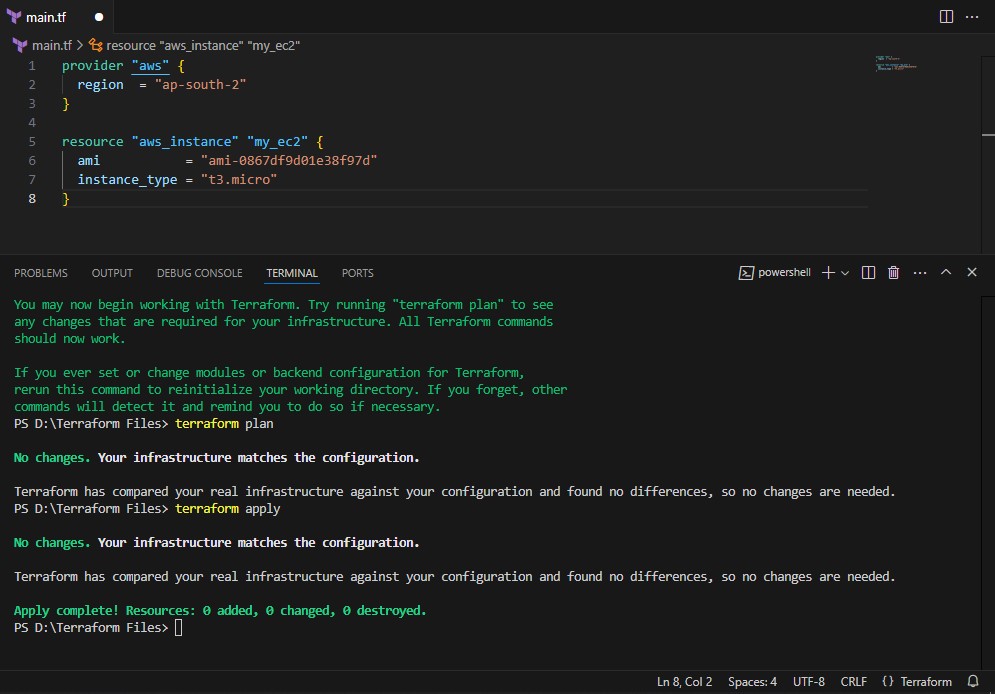 main.tf
main.tf > resource "aws_instance" "my_ec2"
1 provider "aws" {
2   region  = "ap-south-2"
3 }
4
5 resource "aws_instance" "my_ec2" {
6   ami           = "ami-0867df9d01e38f97d"
7   instance_type = "t3.micro"
8 }
PROBLEMS OUTPUT DEBUG CONSOLE TERMINAL PORTS powershell
You may now begin working with Terraform. Try running "terraform plan" to see
any changes that are required for your infrastructure. All Terraform commands
should now work.
If you ever set or change modules or backend configuration for Terraform,
rerun this command to reinitialize your working directory. If you forget, other
commands will detect it and remind you to do so if necessary.
PS D:\Terraform Files> terraform plan
No changes. Your infrastructure matches the configuration.
Terraform has compared your real infrastructure against your configuration and found no differences, so no changes are needed.
PS D:\Terraform Files> terraform apply
No changes. Your infrastructure matches the configuration.
Terraform has compared your real infrastructure against your configuration and found no differences, so no changes are needed.
Apply complete! Resources: 0 added, 0 changed, 0 destroyed.
PS D:\Terraform Files>
Ln 8, Col 2 Spaces: 4 UTF-8 CRLF {} Terraform